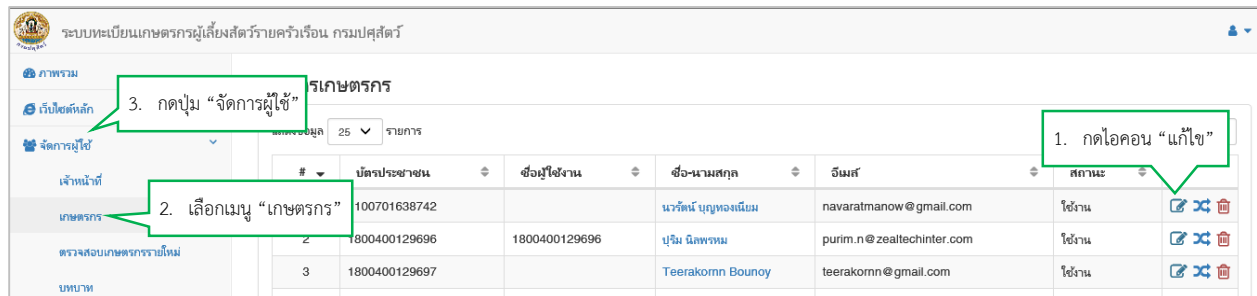 ระบบทะเบียนเกษตรกรผู้เลี้ยงสัตว์รายครัวเรือน กรมปศุสัตว์
ภาพรวม
เว็บไซต์หลัก
จัดการผู้ใช้
เจ้าหน้าที่
เกษตรกร
ตรวจสอบเกษตรกรรายใหม่
บทบาท
3. กดปุ่ม “จัดการผู้ใช้”
2. เลือกเมนู “เกษตรกร”
1. กดไอคอน “แก้ไข”
รเกษตรกร
25 รายการ
# บัตรประชาชน ชื่อผู้ใช้งาน ชื่อ-นามสกุล อีเมล์ สถานะ
100701638742 นวรัตน์ บุญทองเนียม navaratmanow@gmail.com ใช้งาน
2 1800400129696 1800400129696 ปุริม นิลพรหม purim.n@zealtechinter.com ใช้งาน
3 1800400129697 Teerakornn Bounoy teerakornn@gmail.com ใช้งาน